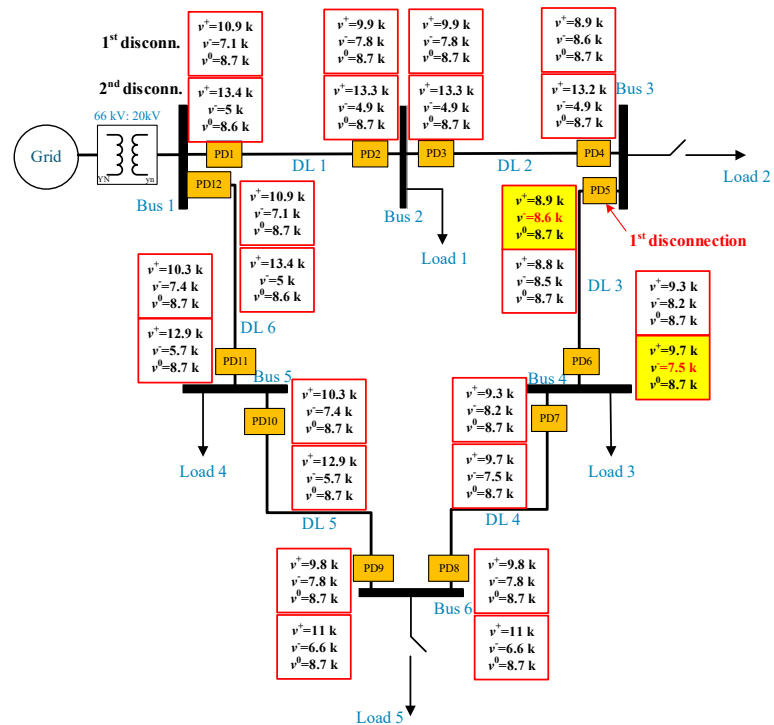 1st disconn.
v+=10.9 k
v-=7.1 k
v0=8.7 k
2nd disconn.
v+=13.4 k
v-=5 k
v0=8.6 k
v+=9.9 k
v-=7.8 k
v0=8.7 k
v+=13.3 k
v-=4.9 k
v0=8.7 k
v+=9.9 k
v-=7.8 k
v0=8.7 k
v+=13.3 k
v-=4.9 k
v0=8.7 k
v+=8.9 k
v-=8.6 k
v0=8.7 k
v+=13.2 k
v-=4.9 k
v0=8.7 k
Bus 3
66 kV: 20kV
Grid
YN
yn
PD1
DL 1
PD2
PD3
DL 2
PD4
Load 2
Bus 1
PD12
Bus 2
Load 1
PD5
1st disconnection
v+=8.9 k
v-=8.6 k
v0=8.7 k
v+=8.8 k
v-=8.5 k
v0=8.7 k
DL 3
v+=10.9 k
v-=7.1 k
v0=8.7 k
v+=13.4 k
v-=5 k
v0=8.6 k
DL 6
v+=10.3 k
v-=7.4 k
v0=8.7 k
v+=12.9 k
v-=5.7 k
v0=8.7 k
v+=9.3 k
v-=8.2 k
v0=8.7 k
v+=9.7 k
v-=7.5 k
v0=8.7 k
PD11
Bus 5
PD10
Load 4
PD6
Bus 4
PD7
Load 3
v+=10.3 k
v-=7.4 k
v0=8.7 k
v+=12.9 k
v-=5.7 k
v0=8.7 k
DL 5
v+=9.3 k
v-=8.2 k
v0=8.7 k
v+=9.7 k
v-=7.5 k
v0=8.7 k
DL 4
PD9
PD8
Bus 6
v+=9.8 k
v-=7.8 k
v0=8.7 k
v+=11 k
v-=6.6 k
v0=8.7 k
v+=9.8 k
v-=7.8 k
v0=8.7 k
v+=11 k
v-=6.6 k
v0=8.7 k
Load 5